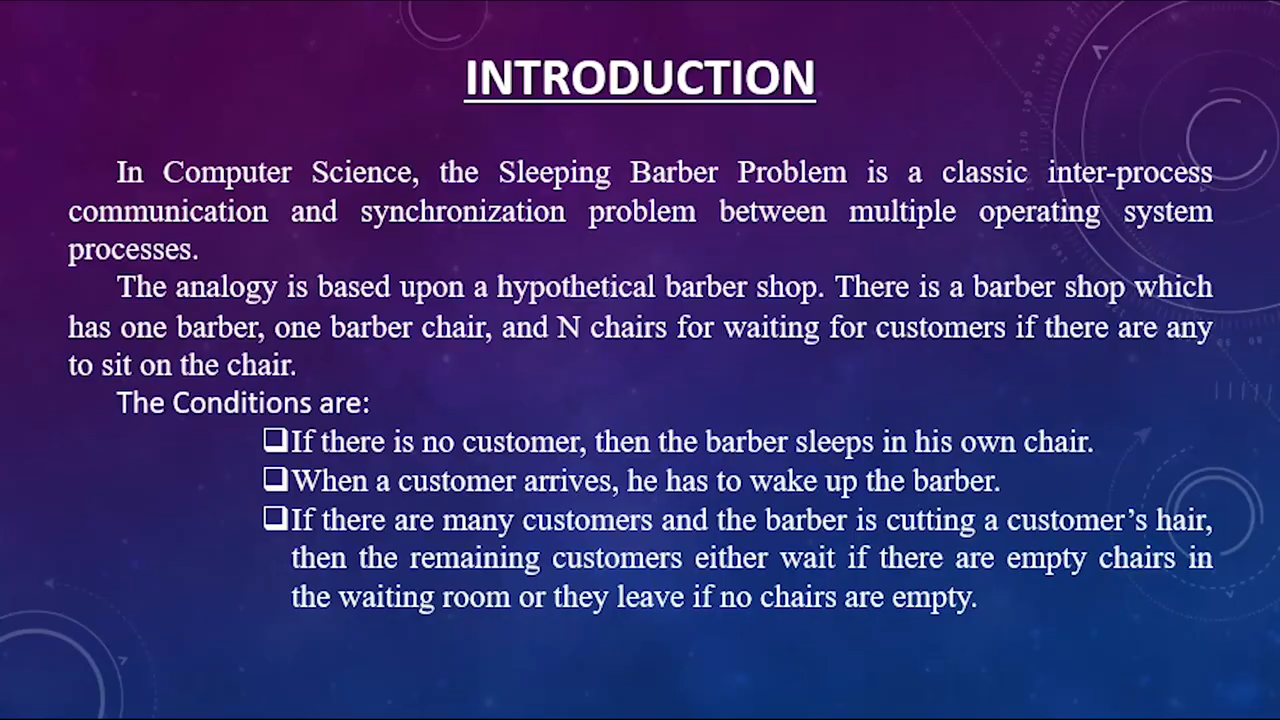 INTRODUCTION
In Computer Science, the Sleeping Barber Problem is a classic inter-process
communication and synchronization problem between multiple operating system
processes.
The analogy is based upon a hypothetical barber shop. There is a barber shop which
has one barber, one barber chair, and N chairs for waiting for customers if there are any
to sit on the chair.
The Conditions are:
❑If there is no customer, then the barber sleeps in his own chair.
❑When a customer arrives, he has to wake up the barber.
❑If there are many customers and the barber is cutting a customer’s hair,
then the remaining customers either wait if there are empty chairs in
the waiting room or they leave if no chairs are empty.